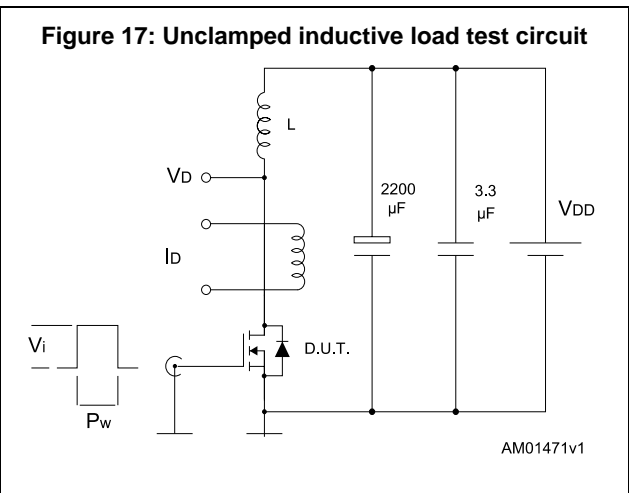 Figure 17: Unclamped inductive load test circuit
L
VD
2200
µF
3.3
µF
VDD
ID
Vi
D.U.T.
Pw
AM01471v1